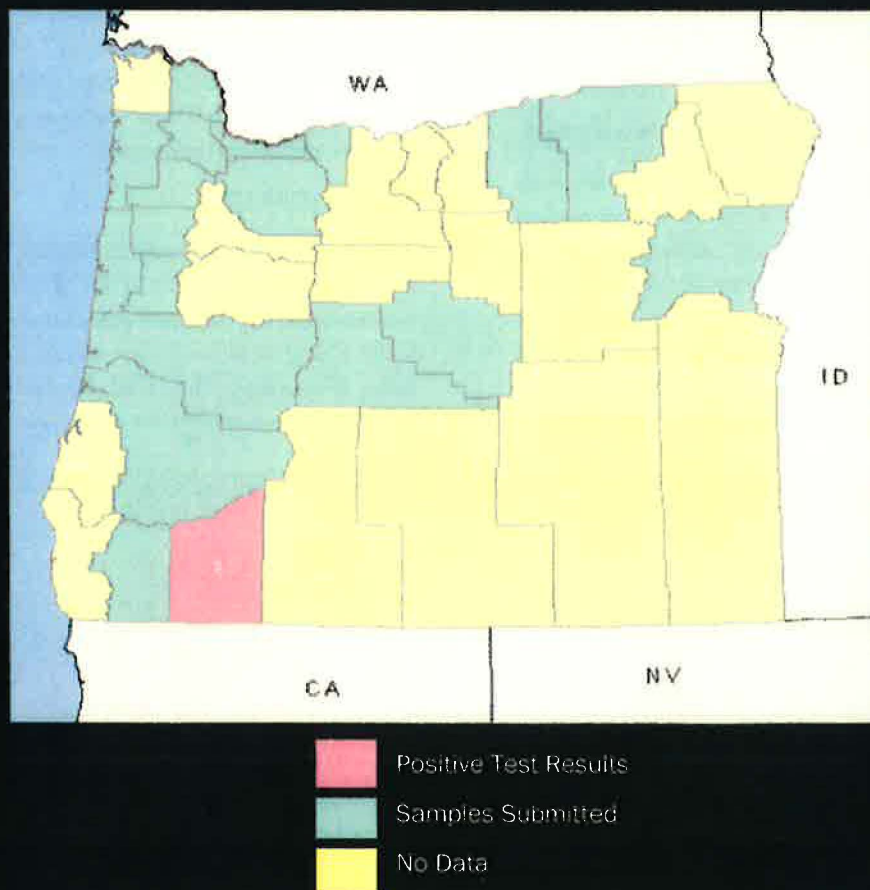 WA
ID
CA
NV
Positive Test Results
Samples Submitted
No Data